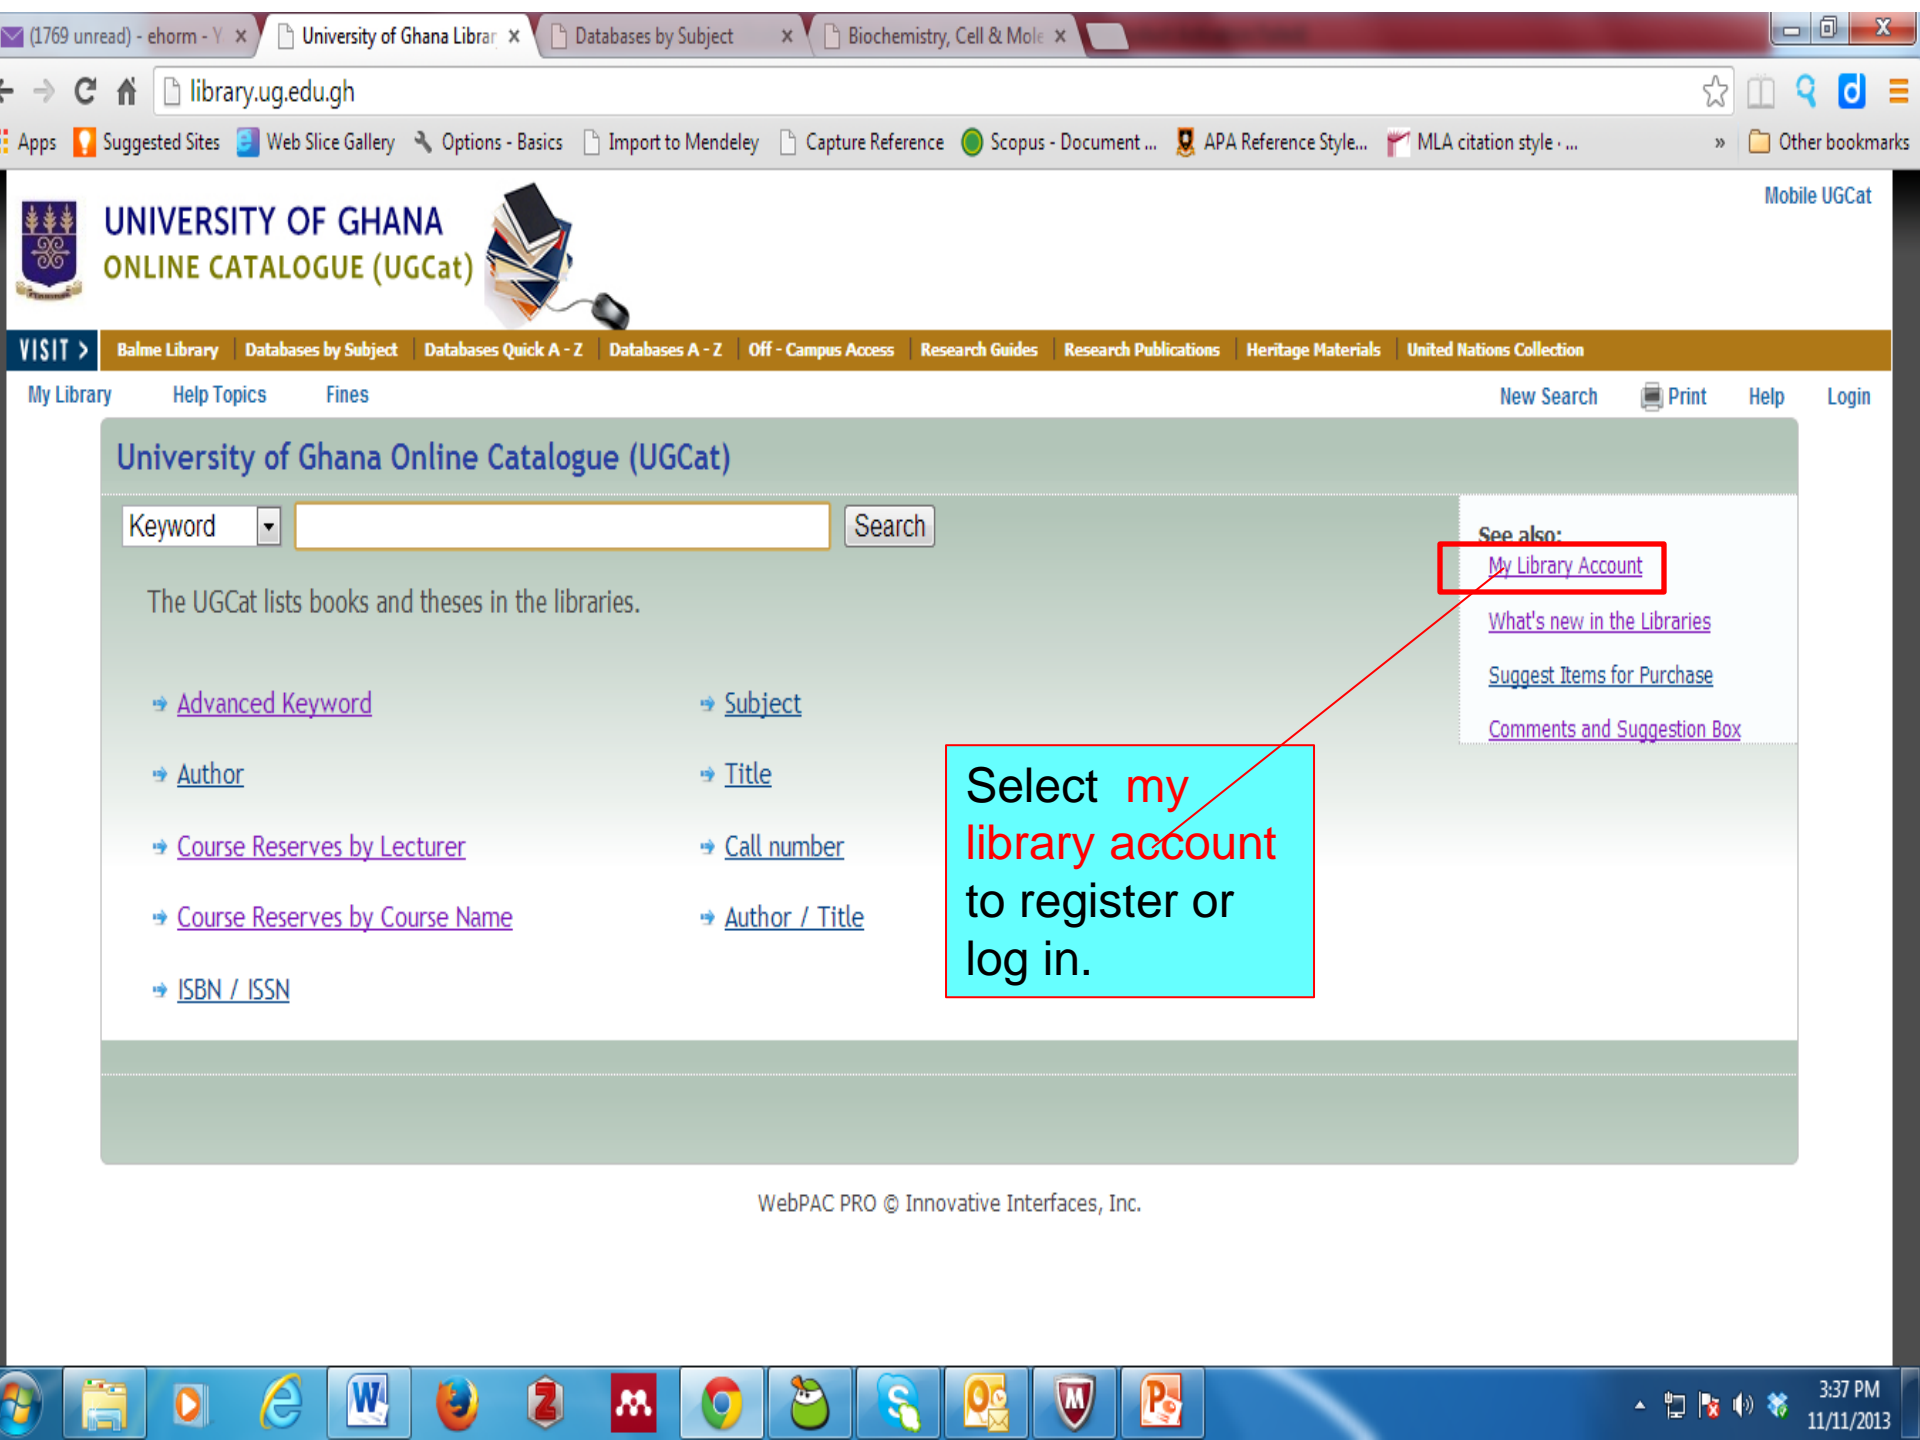 (1769 unread) - ehorm - Y
University of Ghana Librar
Databases by Subject
Biochemistry, Cell & Mole
library.ug.edu.gh
Apps Suggested Sites Web Slice Gallery Options - Basics Import to Mendeley Capture Reference Scopus - Document ... APA Reference Style... MLA citation style · ... » Other bookmarks
Mobile UGCat
UNIVERSITY OF GHANA
ONLINE CATALOGUE (UGCat)
VISIT > Balme Library Databases by Subject Databases Quick A - Z Databases A - Z Off - Campus Access Research Guides Research Publications Heritage Materials United Nations Collection
My Library Help Topics Fines New Search Print Help Login
University of Ghana Online Catalogue (UGCat)
Keyword Search
The UGCat lists books and theses in the libraries.
Advanced Keyword
Subject
Author
Title
Course Reserves by Lecturer
Call number
Course Reserves by Course Name
Author / Title
ISBN / ISSN
See also:
My Library Account
What's new in the Libraries
Suggest Items for Purchase
Comments and Suggestion Box
Select my
library account
to register or
log in.
WebPAC PRO © Innovative Interfaces, Inc.
3:37 PM
11/11/2013